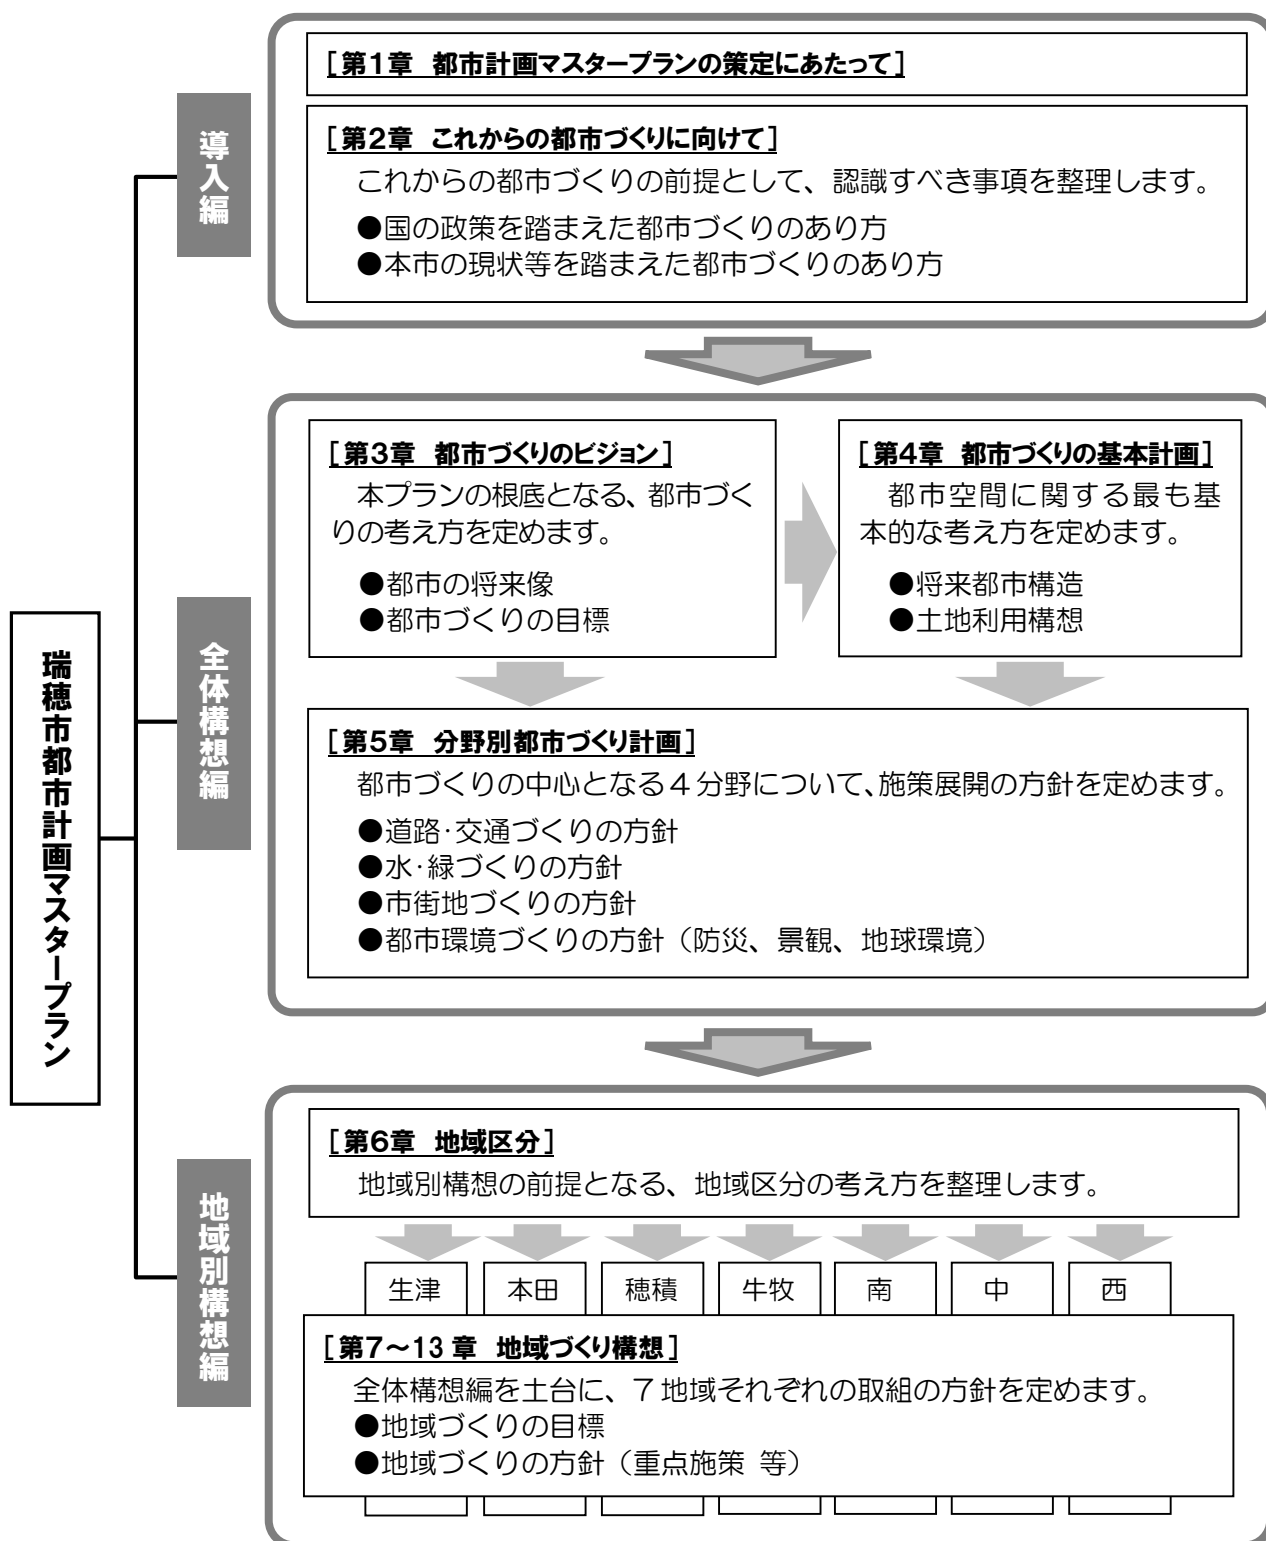 瑞穂市都市計画マスタープラン
導入編
[第1章 都市計画マスタープランの策定にあたって]
[第2章 これからの都市づくりに向けて]
これからの都市づくりの前提として、認識すべき事項を整理します。
●国の政策を踏まえた都市づくりのあり方
●本市の現状等を踏まえた都市づくりのあり方
全体構想編
[第3章 都市づくりのビジョン]
本プランの根底となる、都市づく
りの考え方を定めます。
●都市の将来像
●都市づくりの目標
[第4章 都市づくりの基本計画]
都市空間に関する最も基
本的な考え方を定めます。
●将来都市構造
●土地利用構想
[第5章 分野別都市づくり計画]
都市づくりの中心となる4分野について、施策展開の方針を定めます。
●道路・交通づくりの方針
●水・緑づくりの方針
●市街地づくりの方針
●都市環境づくりの方針（防災、景観、地球環境）
地域別構想編
[第6章 地域区分]
地域別構想の前提となる、地域区分の考え方を整理します。
生津
本田
穂積
牛牧
南
中
西
[第7～13章 地域づくり構想]
全体構想編を土台に、7地域それぞれの取組の方針を定めます。
●地域づくりの目標
●地域づくりの方針（重点施策 等）